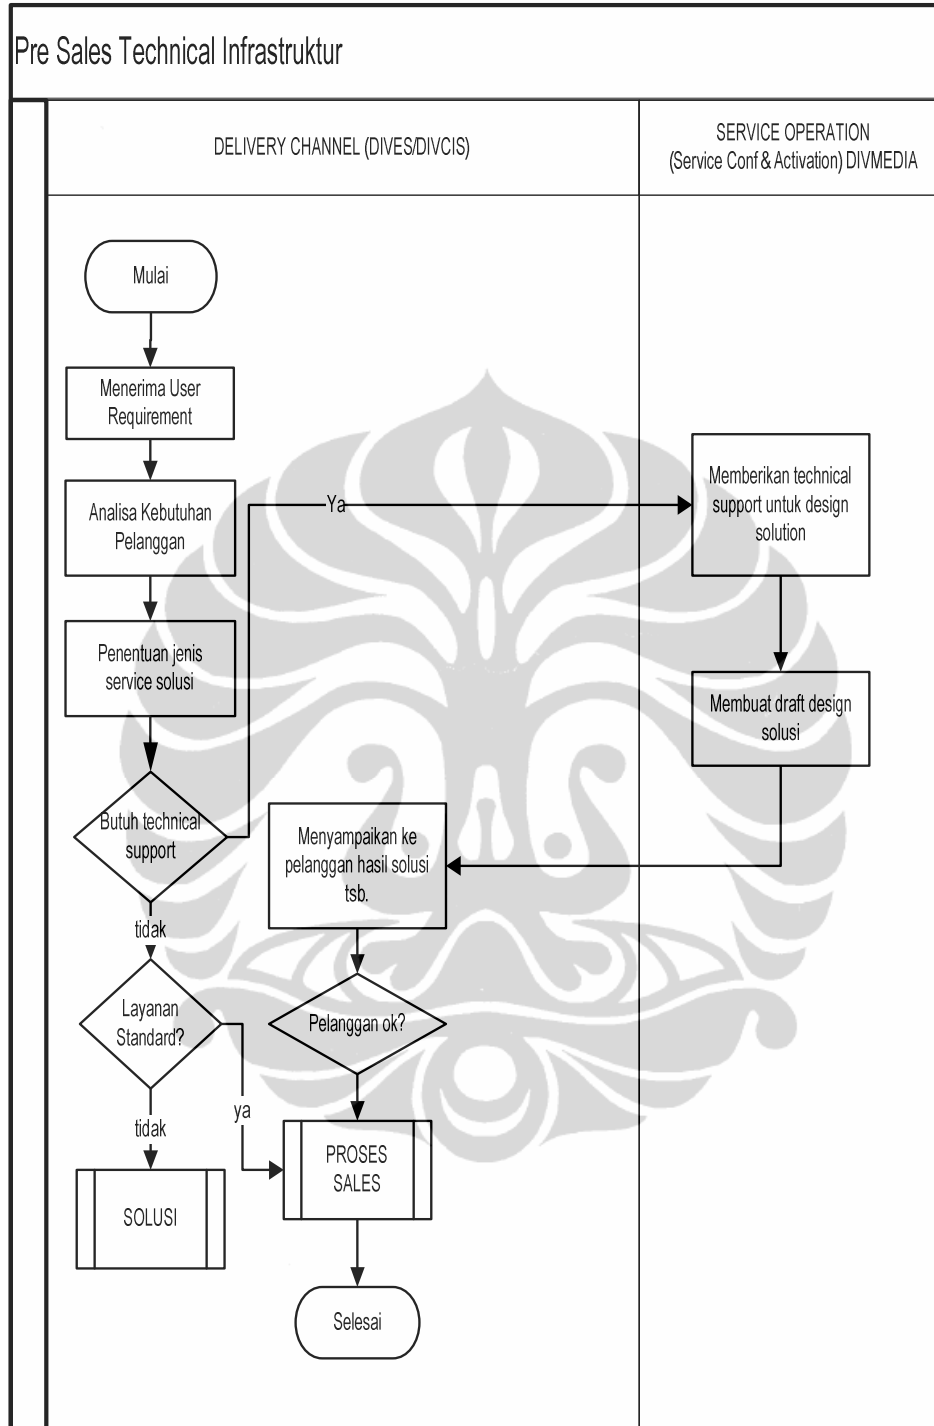 Pre Sales Technical Infrastruktur
DELIVERY CHANNEL (DIVES/DIVCIS)
SERVICE OPERATION
(Service Conf & Activation) DIVMEDIA
Mulai
Menerima User
Requirement
Analisa Kebutuhan
Pelanggan
Penentuan jenis
service solusi
Butuh technical
support
Ya
Memberikan technical
support untuk design
solution
Membuat draft design
solusi
Menyampaikan ke
pelanggan hasil solusi
tsb.
tidak
Layanan
Standard?
Pelanggan ok?
ya
tidak
SOLUSI
PROSES
SALES
Selesai